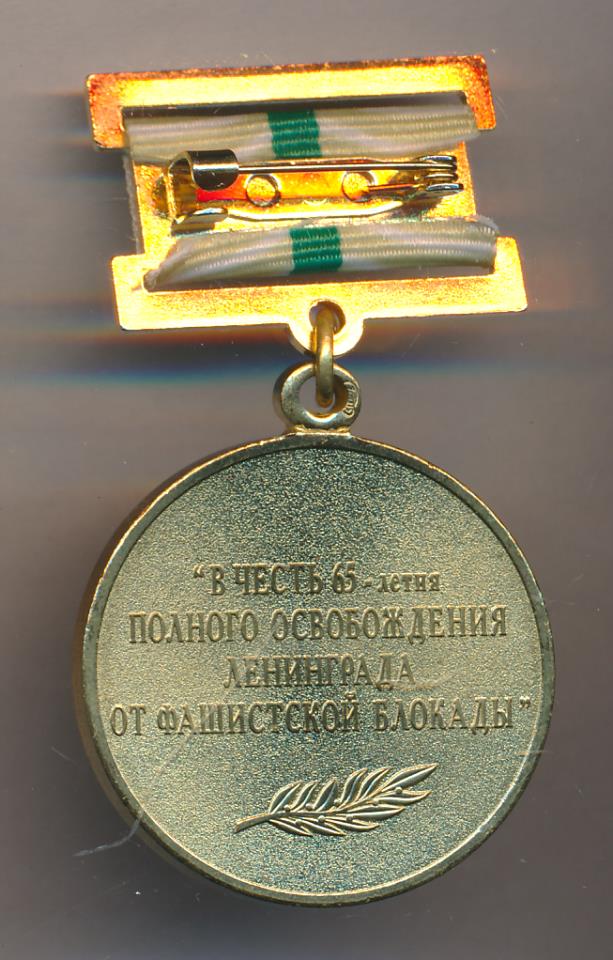 "В ЧЕСТЬ 65-летия
ПОЛНОГО ОСВОБОЖДЕНИЯ
ЛЕНИНГРАДА
ОТ ФАШИСТСКОЙ БЛОКАДЫ"